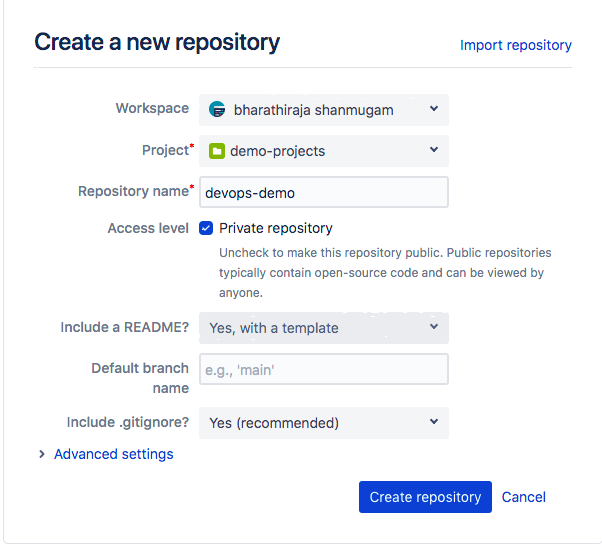 Create a new repository
Import repository
Workspace
bharathiraja shanmugam
Project*
demo-projects
Repository name*
devops-demo
Access level
Private repository
Uncheck to make this repository public. Public repositories
typically contain open-source code and can be viewed by
anyone.
Include a README?
Yes, with a template
Default branch
name
e.g., 'main'
Include .gitignore?
Yes (recommended)
Advanced settings
Create repository
Cancel